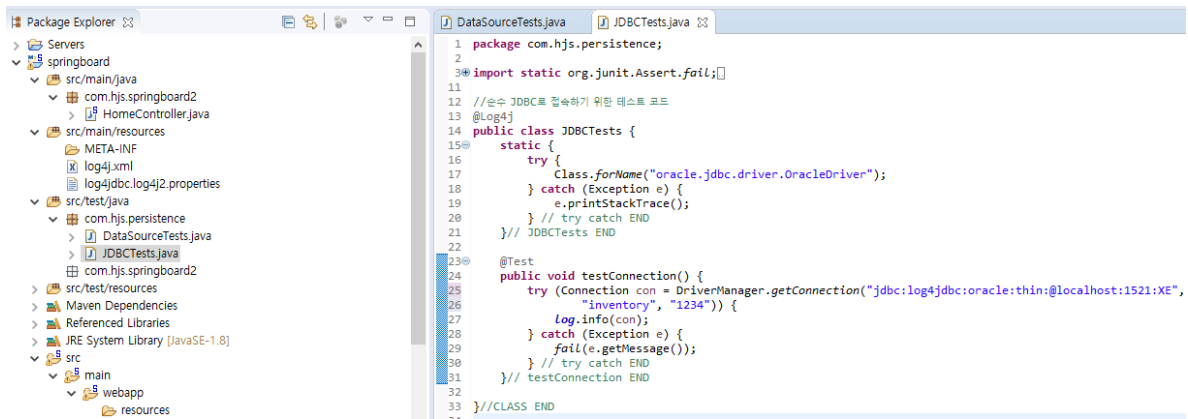 Package Explorer
Servers
springboard
src/main/java
com.hjs.springboard2
HomeController.java
src/main/resources
META-INF
log4j.xml
log4jdbc.log4j2.properties
src/test/java
com.hjs.persistence
DataSourceTests.java
JDBCTests.java
com.hjs.springboard2
src/test/resources
Maven Dependencies
Referenced Libraries
JRE System Library [JavaSE-1.8]
src
main
webapp
resources
DataSourceTests.java JDBCTests.java
1 package com.hjs.persistence;
2
3 import static org.junit.Assert.fail;
11
12 //순수 JDBC로 접속하기 위한 테스트 코드
13 @Log4j
14 public class JDBCTests {
15 static {
16 try {
17 Class.forName("oracle.jdbc.driver.OracleDriver");
18 } catch (Exception e) {
19 e.printStackTrace();
20 } // try catch END
21 }// JDBCTests END
22
23 @Test
24 public void testConnection() {
25 try (Connection con = DriverManager.getConnection("jdbc:log4jdbc:oracle:thin:@localhost:1521:XE",
26 "inventory", "1234")) {
27 log.info(con);
28 } catch (Exception e) {
29 fail(e.getMessage());
30 } // try catch END
31 }// testConnection END
32
33 }//CLASS END